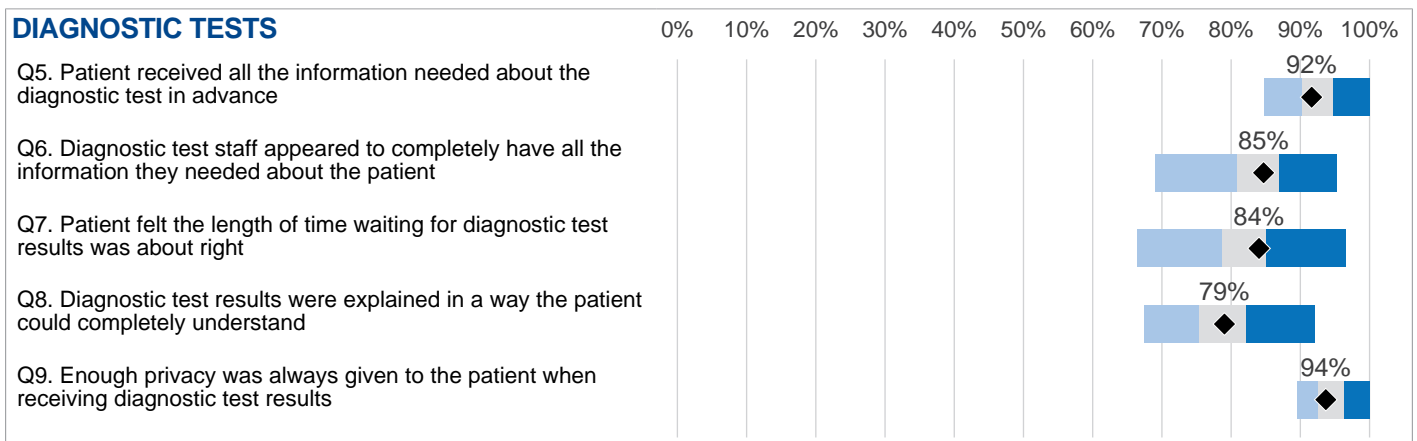 DIAGNOSTIC TESTS
0% 10% 20% 30% 40% 50% 60% 70% 80% 90% 100%
Q5. Patient received all the information needed about the
diagnostic test in advance
92%
Q6. Diagnostic test staff appeared to completely have all the
information they needed about the patient
85%
Q7. Patient felt the length of time waiting for diagnostic test
results was about right
84%
Q8. Diagnostic test results were explained in a way the patient
could completely understand
79%
Q9. Enough privacy was always given to the patient when
receiving diagnostic test results
94%